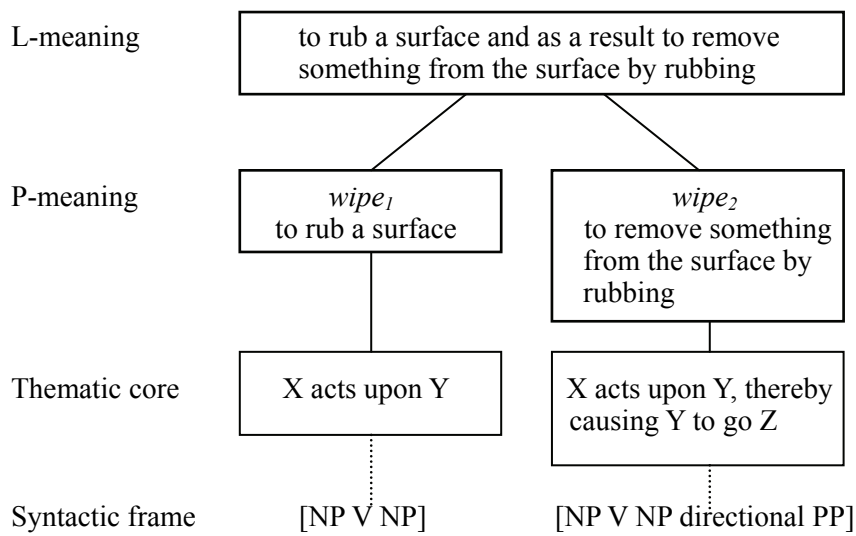 L-meaning
to rub a surface and as a result to remove
something from the surface by rubbing
P-meaning
wipe1
to rub a surface
wipe2
to remove something
from the surface by
rubbing
Thematic core
X acts upon Y
X acts upon Y, thereby
causing Y to go Z
Syntactic frame
[NP V NP]
[NP V NP directional PP]